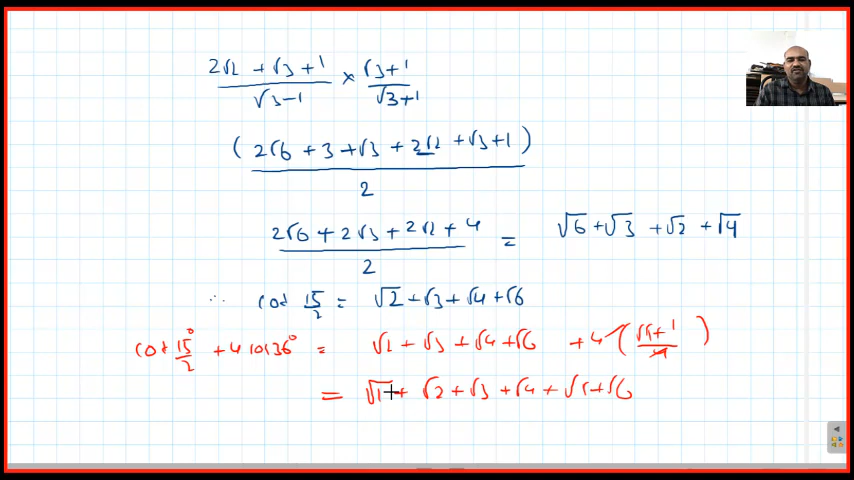 (2√2 + √3 + 1)/(√3-1) × (√3+1)/(√3+1)
(2√6 + 3 + √3 + 2√2 + √3 + 1)/2
(2√6 + 2√3 + 2√2 + 4)/2 = √6 + √3 + √2 + √4
∴ cot 15/2 = √2 + √3 + √4 + √6
cot 15°/2 + 4 cos 36° = √2 + √3 + √4 + √6 + 4 ((√5+1)/4)
= √1 + √2 + √3 + √4 + √5 + √6